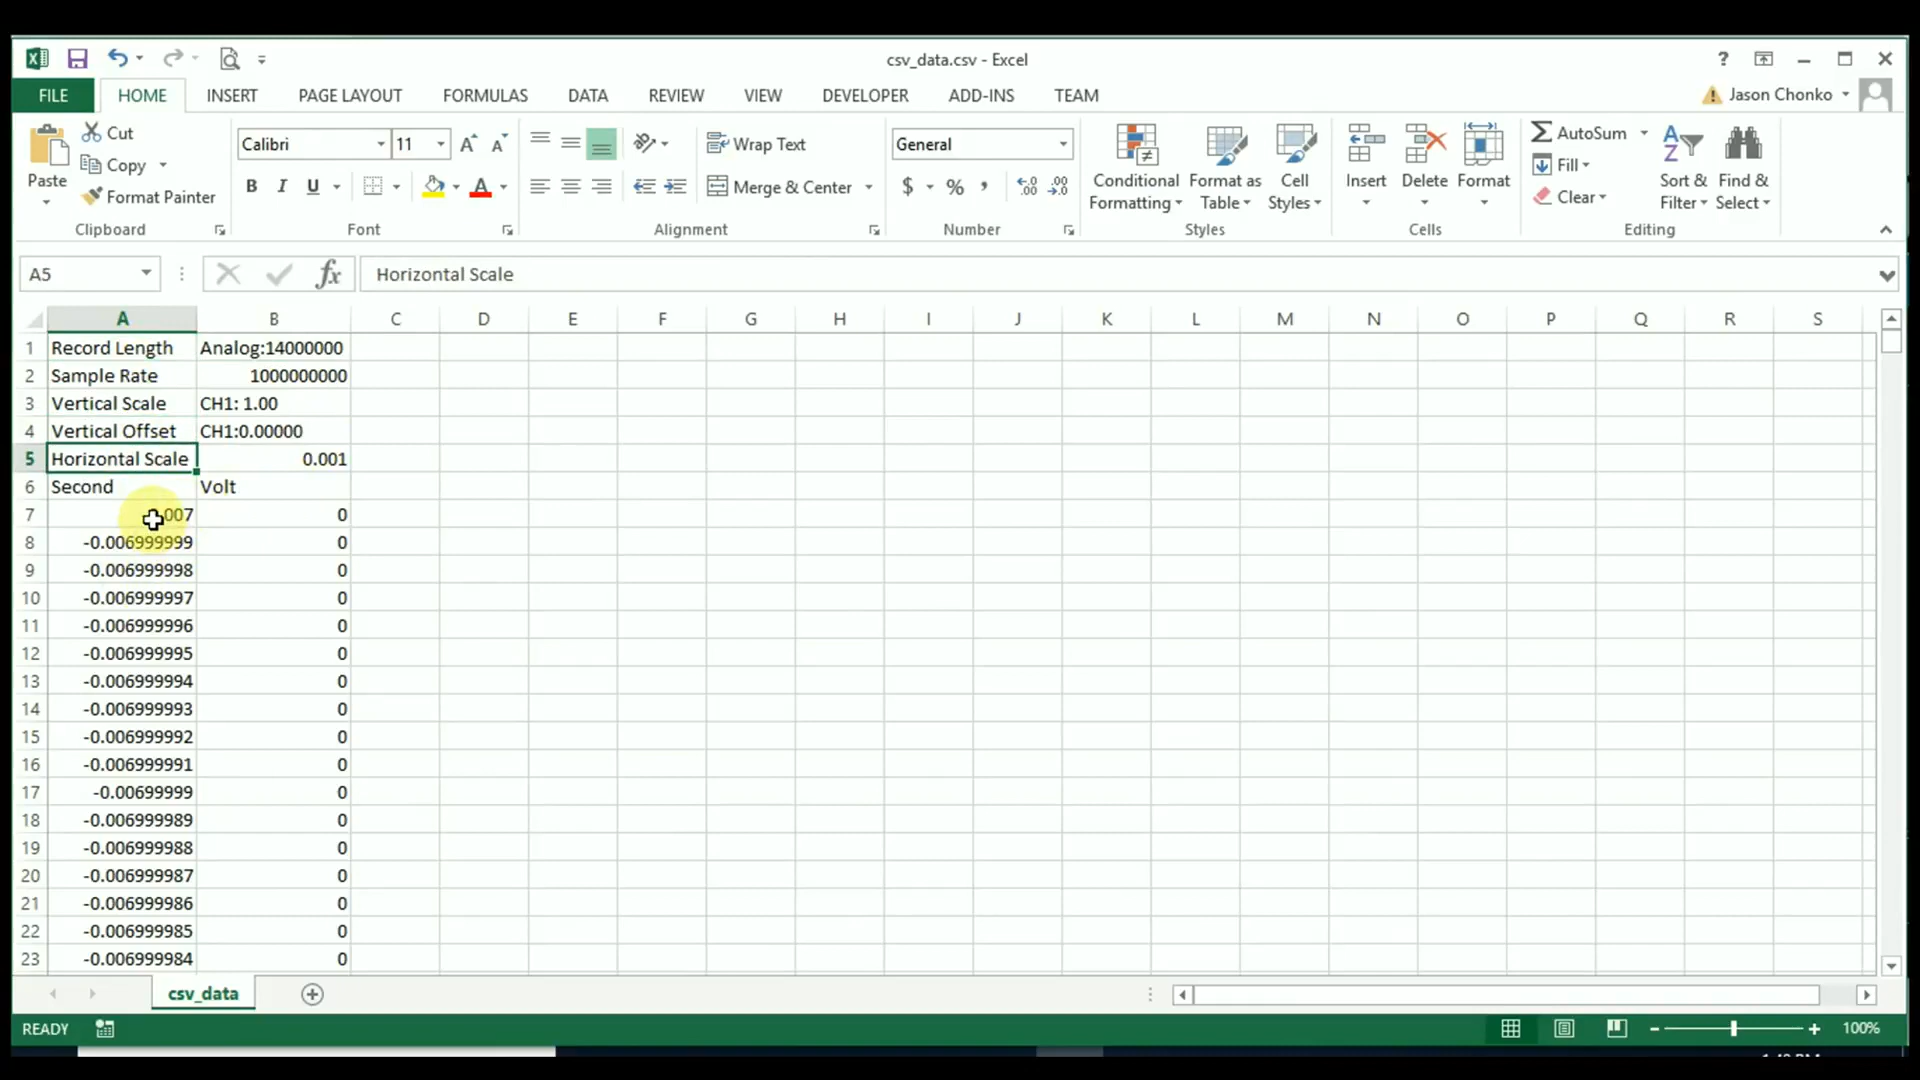 csv_data.csv - Excel
?
FILE HOME INSERT PAGE LAYOUT FORMULAS DATA REVIEW VIEW DEVELOPER ADD-INS TEAM Jason Chonko
Paste
Cut
Copy
Format Painter
Clipboard
Calibri 11
B I U
Font
Wrap Text
Merge & Center
Alignment
General
$ % ,
Number
Conditional Formatting
Format as Table
Cell Styles
Styles
Insert Delete Format
Cells
AutoSum
Fill
Clear
Sort & Filter
Find & Select
Editing
A5 fx Horizontal Scale
A B C D E F G H I J K L M N O P Q R S
1 Record Length Analog:14000000
2 Sample Rate 1000000000
3 Vertical Scale CH1: 1.00
4 Vertical Offset CH1:0.00000
5 Horizontal Scale 0.001
6 Second Volt
7 007 0
8 -0.006999999 0
9 -0.006999998 0
10 -0.006999997 0
11 -0.006999996 0
12 -0.006999995 0
13 -0.006999994 0
14 -0.006999993 0
15 -0.006999992 0
16 -0.006999991 0
17 -0.00699999 0
18 -0.006999989 0
19 -0.006999988 0
20 -0.006999987 0
21 -0.006999986 0
22 -0.006999985 0
23 -0.006999984 0
csv_data
READY 100%